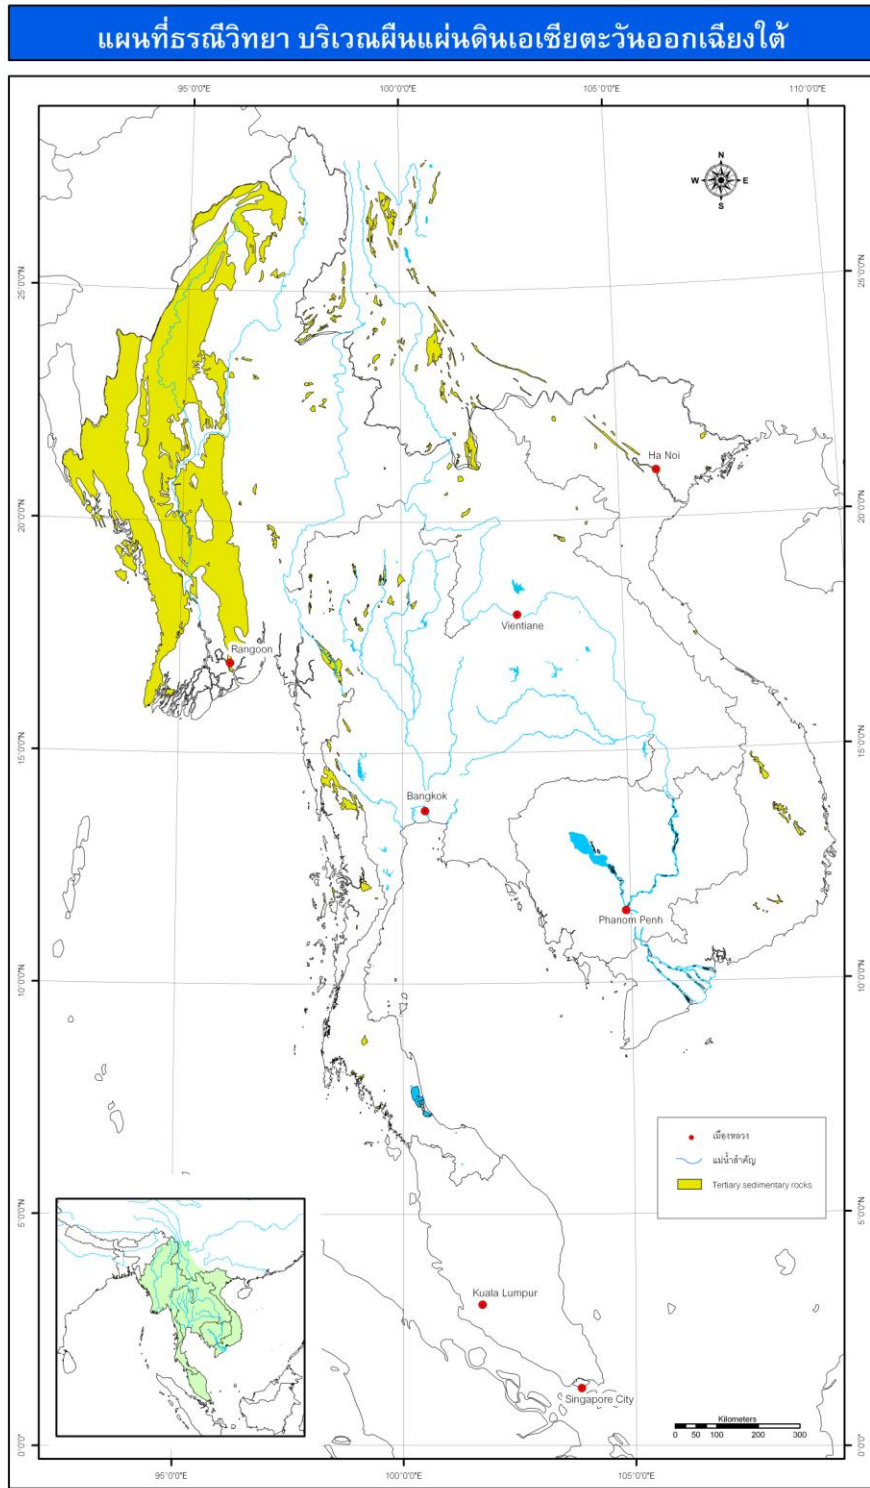 แผนที่ธรณีวิทยา บริเวณผืนแผ่นดินเอเซียตะวันออกเฉียงใต้
95°0'0"E
100°0'0"E
105°0'0"E
110°0'0"E
N
W
E
S
25°0'0"N
25°0'0"N
Ha Noi
20°0'0"N
20°0'0"N
Vientiane
Rangoon
15°0'0"N
15°0'0"N
Bangkok
Phanom Penh
10°0'0"N
10°0'0"N
เมืองหลวง
แม่น้ำสำคัญ
Tertiary sedimentary rocks
5°0'0"N
5°0'0"N
Kuala Lumpur
Singapore City
Kilometers
0 25 50 100 200 300
0°0'0"
0°0'0"
95°0'0"E
100°0'0"E
105°0'0"E